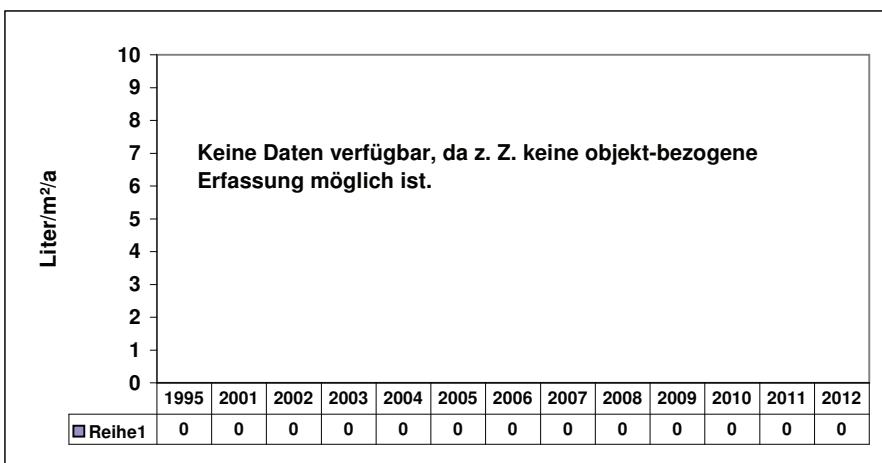 10
9
8
7
6
5
4
3
2
1
0
Liter/m²/a
Keine Daten verfügbar, da z. Z. keine objekt-bezogene
Erfassung möglich ist.
1995 2001 2002 2003 2004 2005 2006 2007 2008 2009 2010 2011 2012
Reihe1 0 0 0 0 0 0 0 0 0 0 0 0 0